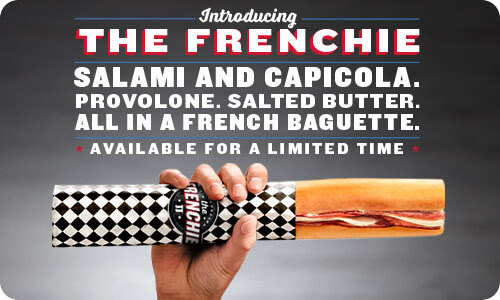 Introducing
THE FRENCHIE
SALAMI AND CAPICOLA.
PROVOLONE. SALTED BUTTER.
ALL IN A FRENCH BAGUETTE.
★ AVAILABLE FOR A LIMITED TIME ★
the
FRENCHIE